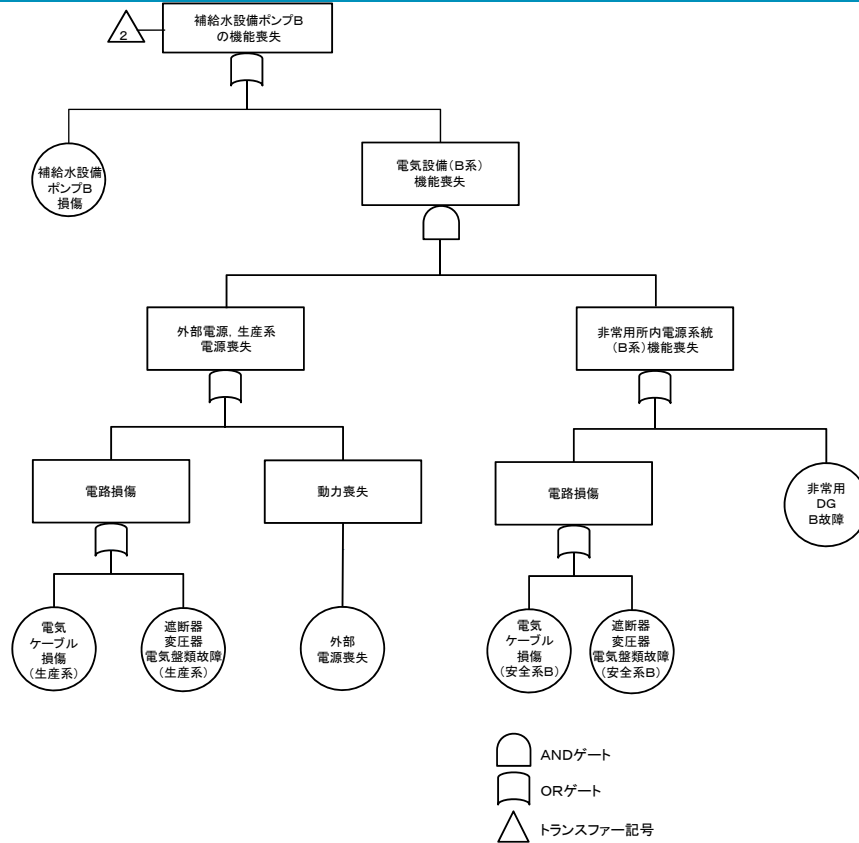 2
補給水設備ポンプB
の機能喪失
補給水設備
ポンプB
損傷
電気設備(B系)
機能喪失
外部電源,生産系
電源喪失
非常用所内電源系統
(B系)機能喪失
電路損傷
動力喪失
電路損傷
非常用
DG
B故障
電気
ケーブル
損傷
(生産系)
遮断器
変圧器
電気盤類故障
(生産系)
外部
電源喪失
電気
ケーブル
損傷
(安全系B)
遮断器
変圧器
電気盤類故障
(安全系B)
ANDゲート
ORゲート
トランスファー記号